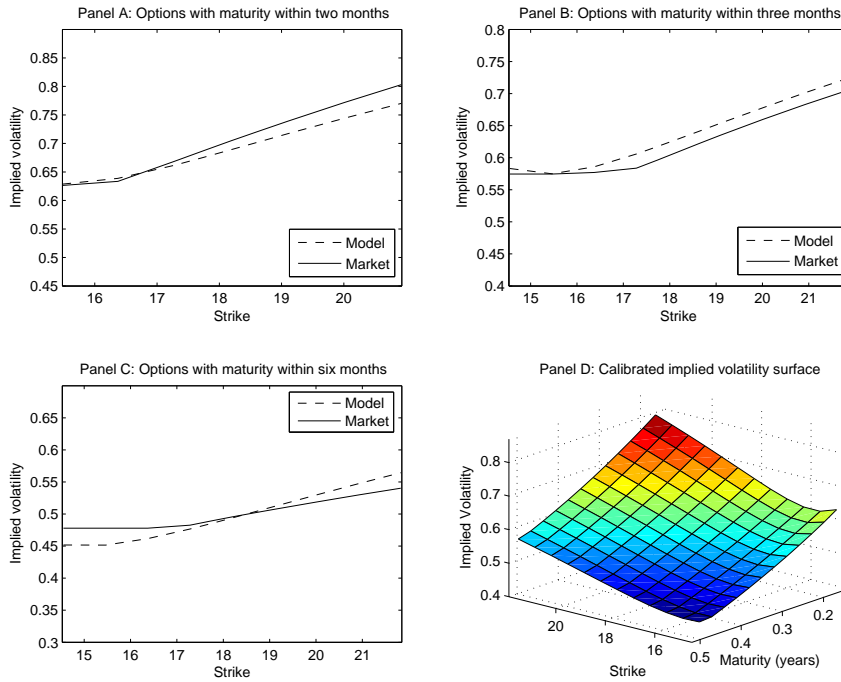 Panel A: Options with maturity within two months
0.85
0.8
0.75
0.7
0.65
0.6
0.55
0.5
0.45
16 17 18 19 20
Strike
Implied volatility
Model
Market
Panel B: Options with maturity within three months
0.8
0.7
0.65
0.6
0.55
0.5
0.45
0.4
15 16 17 18 19 20 21
Strike
Implied volatility
Model
Market
Panel C: Options with maturity within six months
0.65
0.6
0.55
0.5
0.45
0.4
0.35
0.3
15 16 17 18 19 20 21
Strike
Implied volatility
Model
Market
Panel D: Calibrated implied volatility surface
0.8
0.7
0.6
0.5
0.4
Implied Volatility
20 18 16
Strike
0.5 0.4 0.3 0.2
Maturity (years)